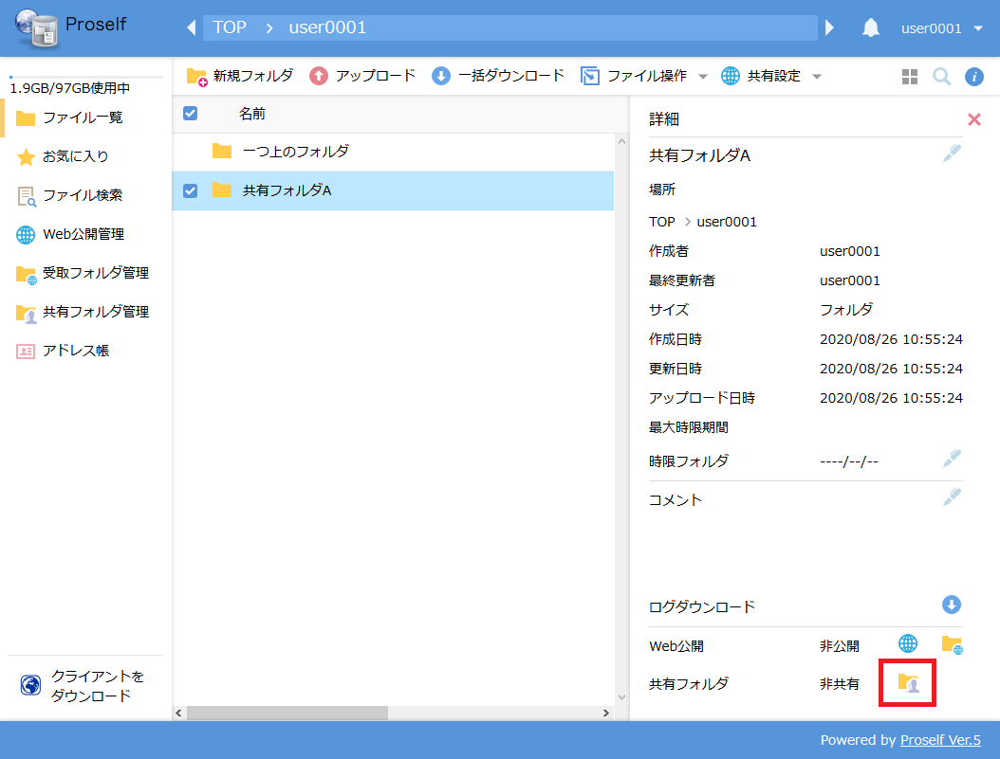 Proself
TOP > user0001
user0001
1.9GB/97GB使用中
ファイル一覧
お気に入り
ファイル検索
Web公開管理
受取フォルダ管理
共有フォルダ管理
アドレス帳
クライアントを
ダウンロード
新規フォルダ アップロード 一括ダウンロード ファイル操作 共有設定
名前
一つ上のフォルダ
共有フォルダA
詳細
共有フォルダA
場所
TOP > user0001
作成者 user0001
最終更新者 user0001
サイズ フォルダ
作成日時 2020/08/26 10:55:24
更新日時 2020/08/26 10:55:24
アップロード日時 2020/08/26 10:55:24
最大時限期間
時限フォルダ ----/--/--
コメント
ログダウンロード
Web公開 非公開
共有フォルダ 非共有
Powered by Proself Ver.5